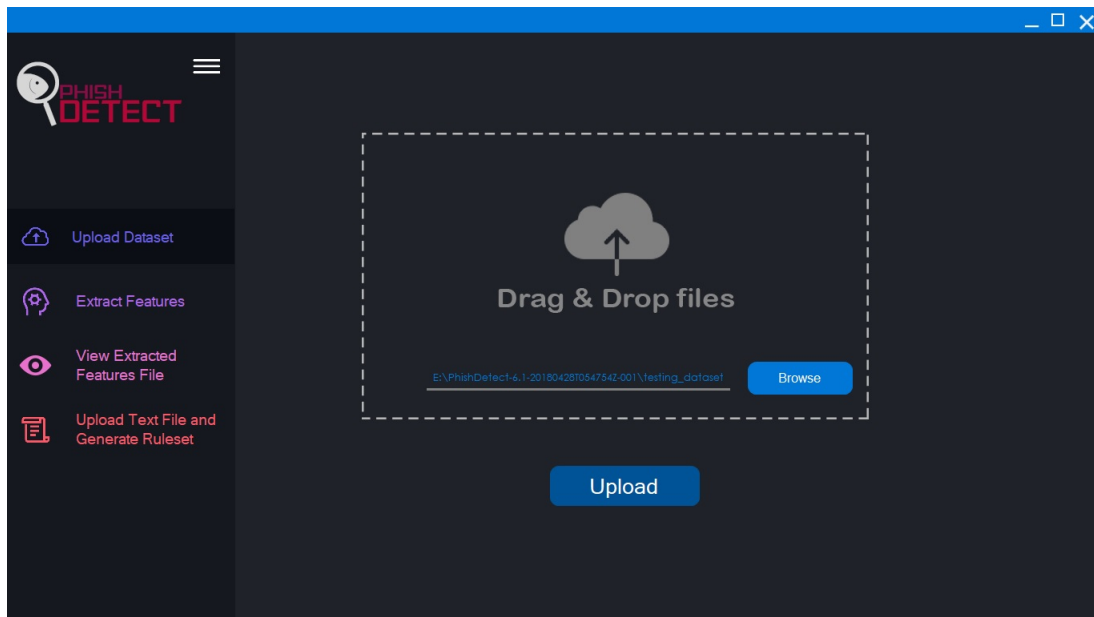 PHISH
DETECT
Upload Dataset
Extract Features
View Extracted
Features File
Upload Text File and
Generate Ruleset
Drag & Drop files
E:\PhishDetect-6.1-20180428T054754Z-001\testing_dataset
Browse
Upload